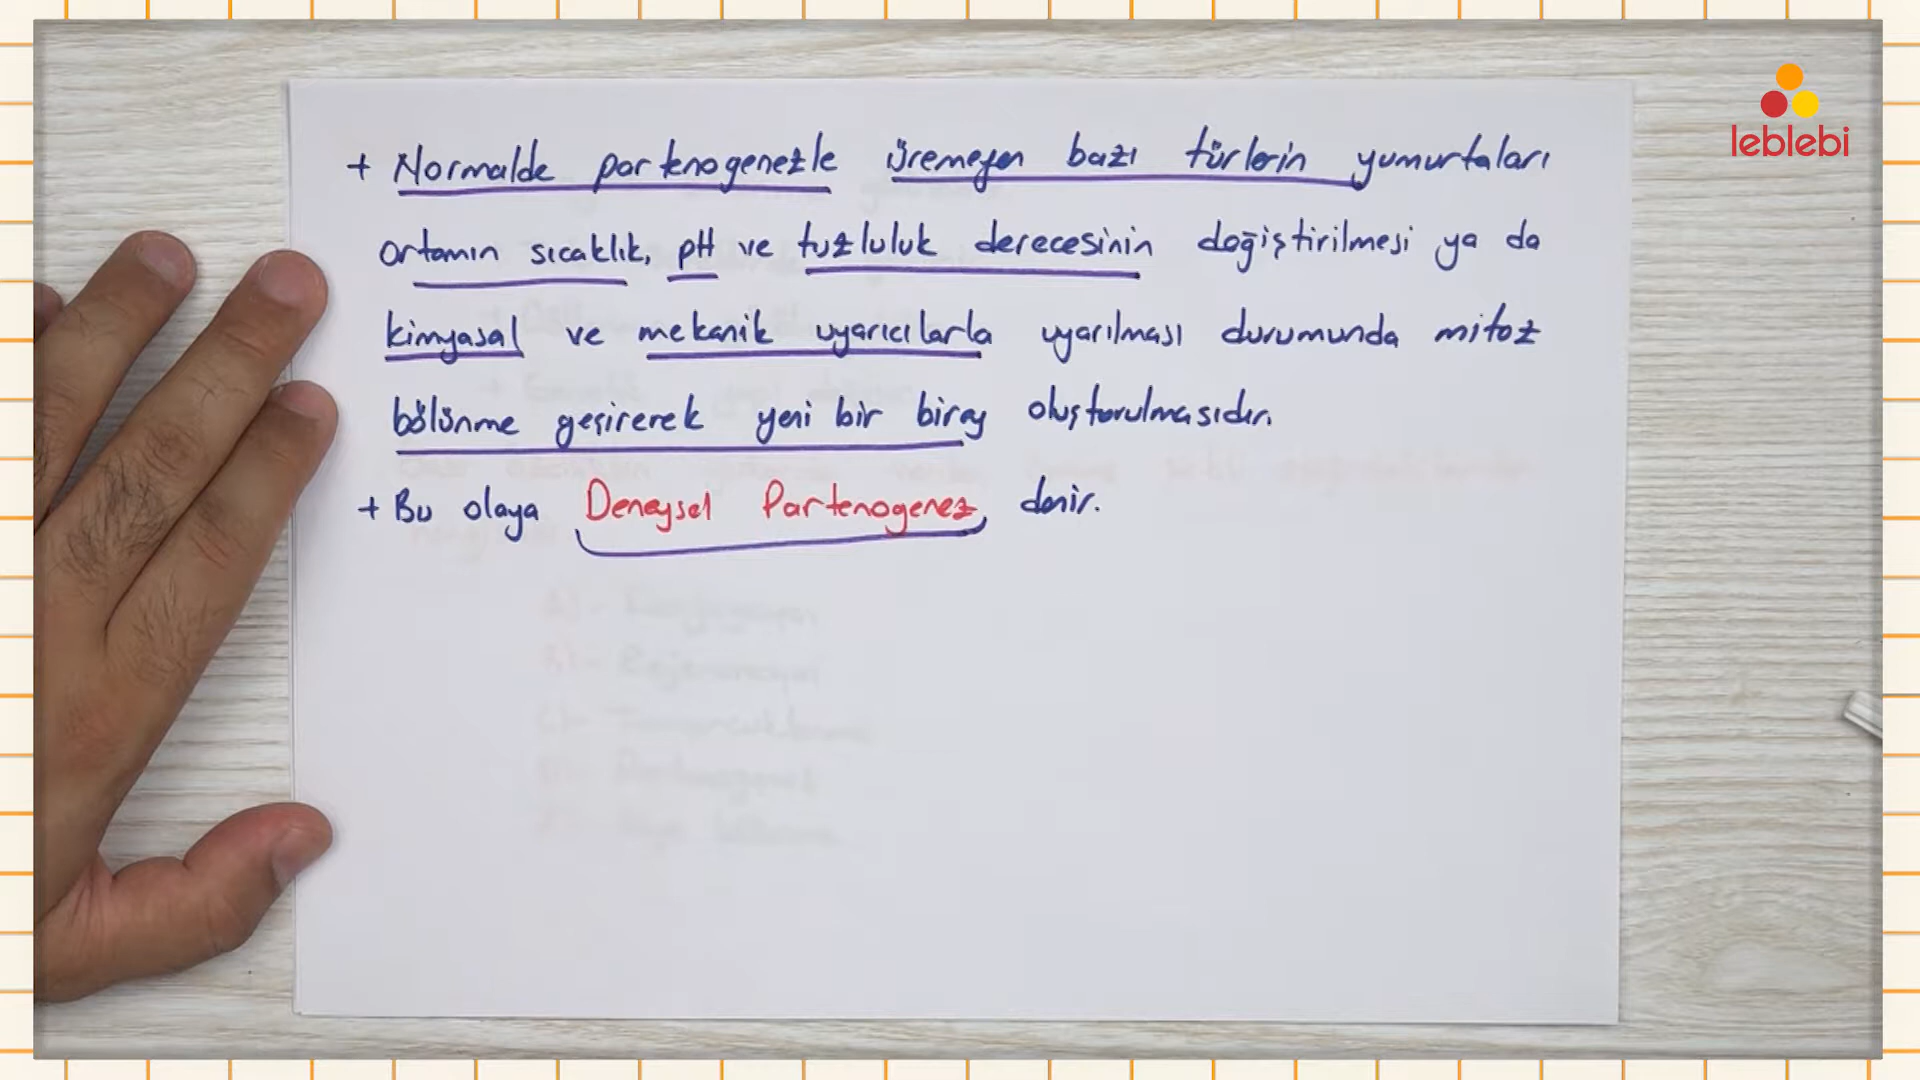 leblebi
+ Normalde partenogenezle üremeyen bazı türlerin yumurtaları
ortamın sıcaklık, pH ve tuzluluk derecesinin değiştirilmesi ya da
kimyasal ve mekanik uyarıcılarla uyarılması durumunda mitoz
bölünme geçirerek yeni bir birey oluşturulmasıdır.
+ Bu olaya Deneysel Partenogenez denir.